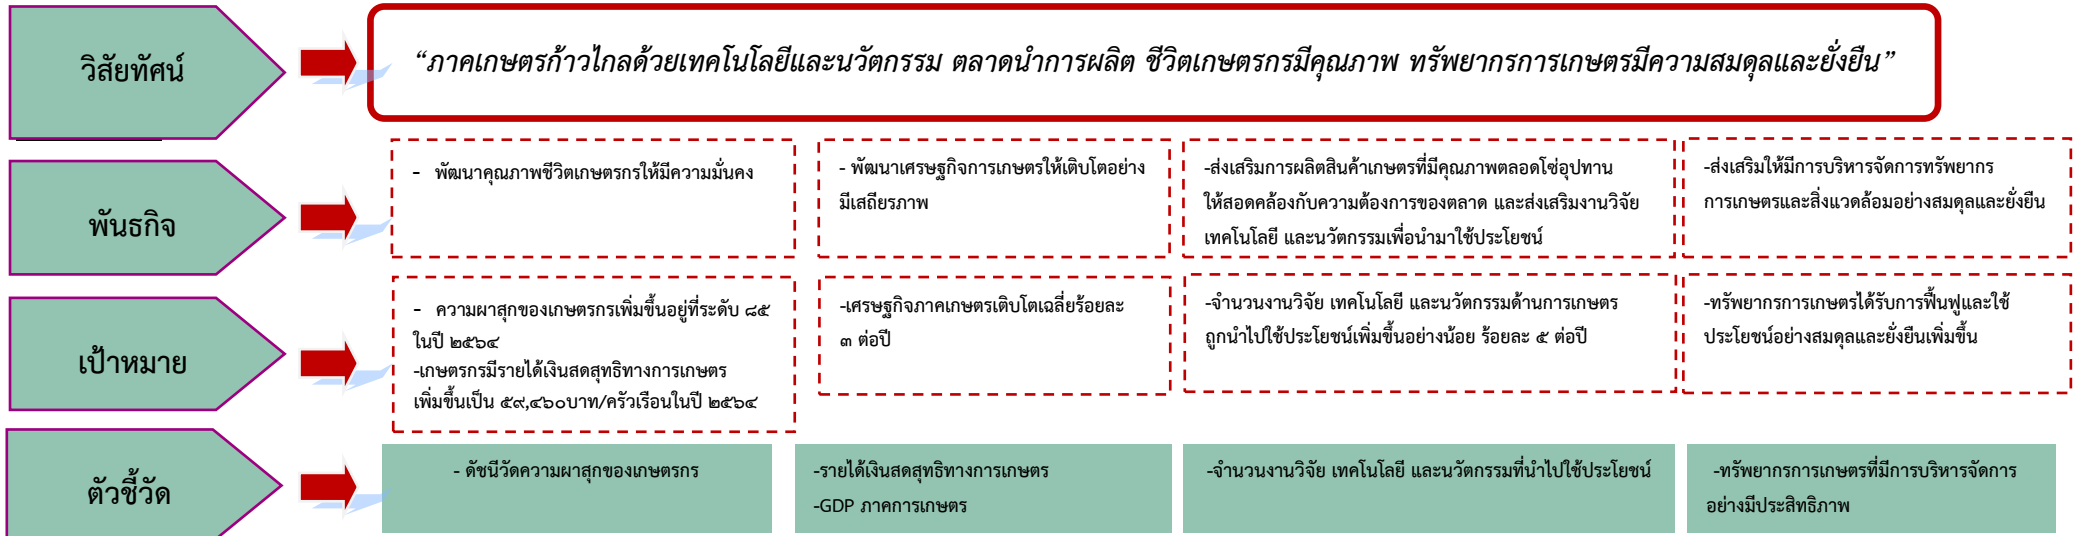 วิสัยทัศน์
“ภาคเกษตรก้าวไกลด้วยเทคโนโลยีและนวัตกรรม ตลาดนำการผลิต ชีวิตเกษตรกรมีคุณภาพ ทรัพยากรการเกษตรมีความสมดุลและยั่งยืน”
พันธกิจ
- พัฒนาคุณภาพชีวิตเกษตรกรให้มีความมั่นคง
- พัฒนาเศรษฐกิจการเกษตรให้เติบโตอย่าง
มีเสถียรภาพ
-ส่งเสริมการผลิตสินค้าเกษตรที่มีคุณภาพตลอดโซ่อุปทาน
ให้สอดคล้องกับความต้องการของตลาด และส่งเสริมงานวิจัย
เทคโนโลยี และนวัตกรรมเพื่อนำมาใช้ประโยชน์
-ส่งเสริมให้มีการบริหารจัดการทรัพยากร
การเกษตรและสิ่งแวดล้อมอย่างสมดุลและยั่งยืน
เป้าหมาย
- ความผาสุกของเกษตรกรเพิ่มขึ้นอยู่ที่ระดับ ๘๕
ในปี ๒๕๖๔
-เกษตรกรมีรายได้เงินสดสุทธิทางการเกษตร
เพิ่มขึ้นเป็น ๕๙,๔๖๐บาท/ครัวเรือนในปี ๒๕๖๔
-เศรษฐกิจภาคเกษตรเติบโตเฉลี่ยร้อยละ
๓ ต่อปี
-จำนวนงานวิจัย เทคโนโลยี และนวัตกรรมด้านการเกษตร
ถูกนำไปใช้ประโยชน์เพิ่มขึ้นอย่างน้อย ร้อยละ ๕ ต่อปี
-ทรัพยากรการเกษตรได้รับการฟื้นฟูและใช้
ประโยชน์อย่างสมดุลและยั่งยืนเพิ่มขึ้น
ตัวชี้วัด
- ดัชนีวัดความผาสุกของเกษตรกร
-รายได้เงินสดสุทธิทางการเกษตร
-GDP ภาคการเกษตร
-จำนวนงานวิจัย เทคโนโลยี และนวัตกรรมที่นำไปใช้ประโยชน์
-ทรัพยากรการเกษตรที่มีการบริหารจัดการ
อย่างมีประสิทธิภาพ